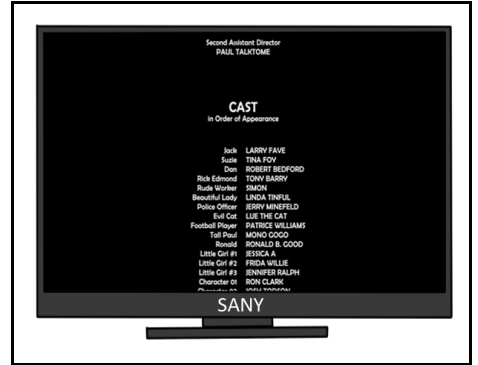 Second Assistant Director
PAUL TALKTOME
CAST
in Order of Appearance
Jack LARRY FAVE
Suzie TINA FOY
Dan ROBERT BEDFORD
Rick Edmond TONY BARRY
Rude Worker SIMON
Beautiful Lady LINDA TINFUL
Police Officer JERRY MINEFELD
Evil Cat LUE THE CAT
Football Player PATRICE WILLIAMS
Tall Paul MONO GOGO
Ronald RONALD B. GOOD
Little Girl #1 JESSICA A
Little Girl #2 FRIDA WILLIE
Little Girl #3 JENNIFER RALPH
Character 01 RON CLARK
SANY